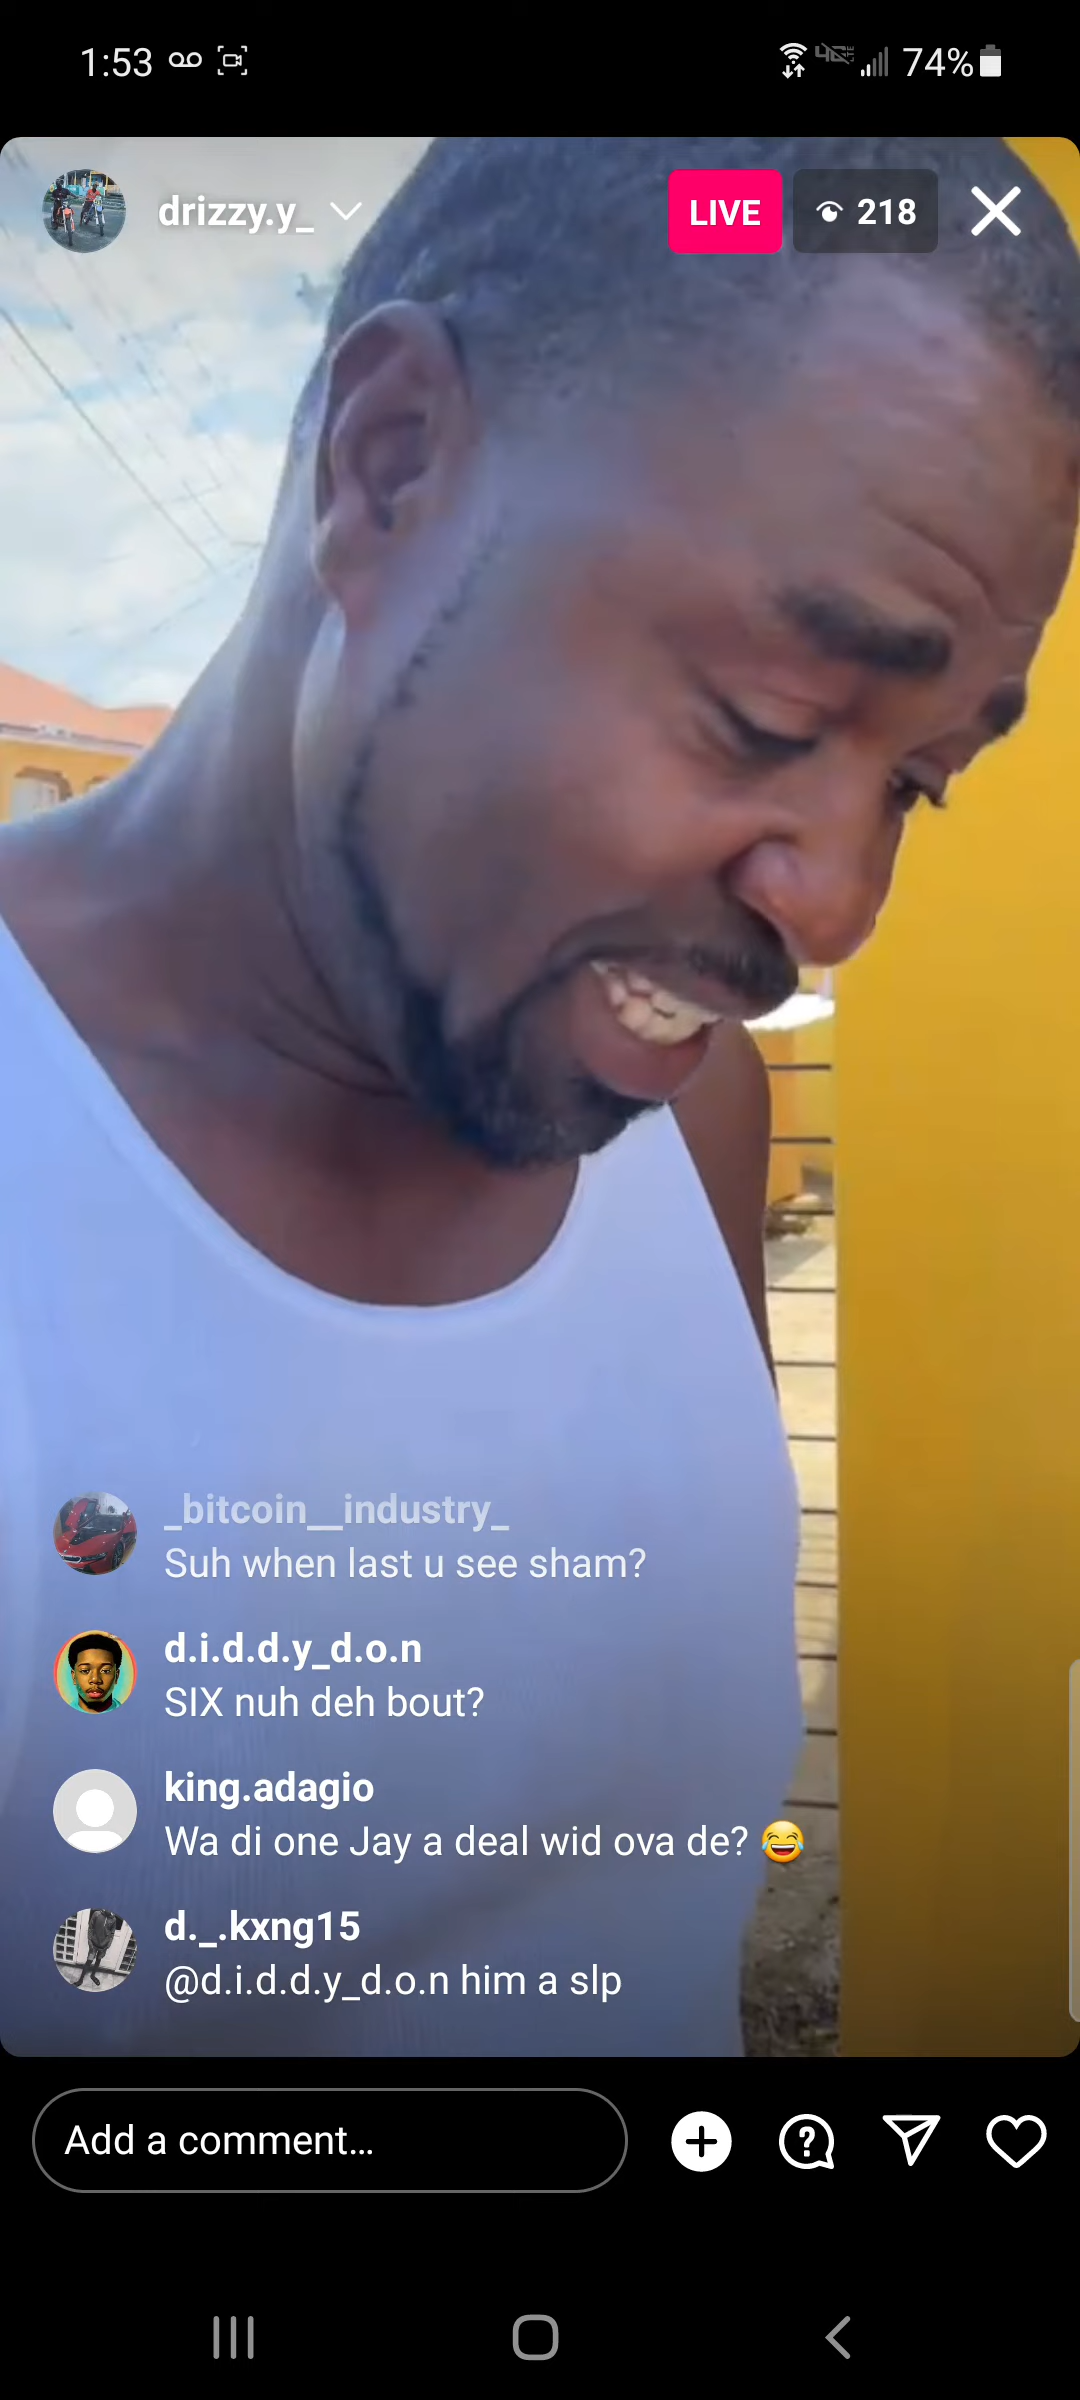 1:53
74%
drizzy.y_
LIVE
218
_bitcoin__industry_
Suh when last u see sham?
d.i.d.d.y_d.o.n
SIX nuh deh bout?
king.adagio
Wa di one Jay a deal wid ova de? 😂
d._.kxng15
@d.i.d.d.y_d.o.n him a slp
Add a comment...